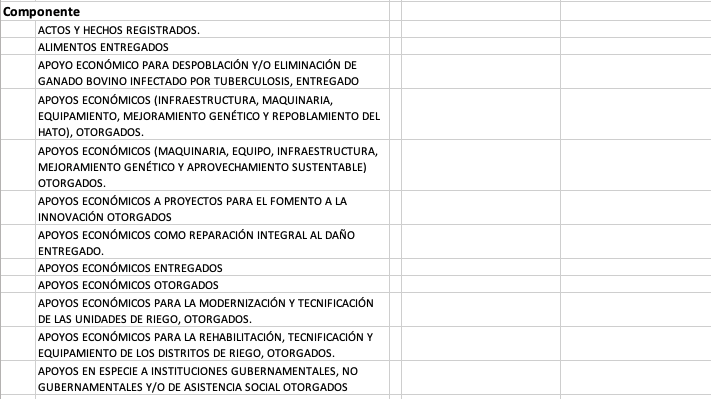 Componente
ACTOS Y HECHOS REGISTRADOS.
ALIMENTOS ENTREGADOS
APOYO ECONÓMICO PARA DESPOBLACIÓN Y/O ELIMINACIÓN DE
GANADO BOVINO INFECTADO POR TUBERCULOSIS, ENTREGADO
APOYOS ECONÓMICOS (INFRAESTRUCTURA, MAQUINARIA,
EQUIPAMIENTO, MEJORAMIENTO GENÉTICO Y REPOBLAMIENTO DEL
HATO), OTORGADOS.
APOYOS ECONÓMICOS (MAQUINARIA, EQUIPO, INFRAESTRUCTURA,
MEJORAMIENTO GENÉTICO Y APROVECHAMIENTO SUSTENTABLE)
OTORGADOS.
APOYOS ECONÓMICOS A PROYECTOS PARA EL FOMENTO A LA
INNOVACIÓN OTORGADOS
APOYOS ECONÓMICOS COMO REPARACIÓN INTEGRAL AL DAÑO
ENTREGADO.
APOYOS ECONÓMICOS ENTREGADOS
APOYOS ECONÓMICOS OTORGADOS
APOYOS ECONÓMICOS PARA LA MODERNIZACIÓN Y TECNIFICACIÓN
DE LAS UNIDADES DE RIEGO, OTORGADOS.
APOYOS ECONÓMICOS PARA LA REHABILITACIÓN, TECNIFICACIÓN Y
EQUIPAMIENTO DE LOS DISTRITOS DE RIEGO, OTORGADOS.
APOYOS EN ESPECIE A INSTITUCIONES GUBERNAMENTALES, NO
GUBERNAMENTALES Y/O DE ASISTENCIA SOCIAL OTORGADOS